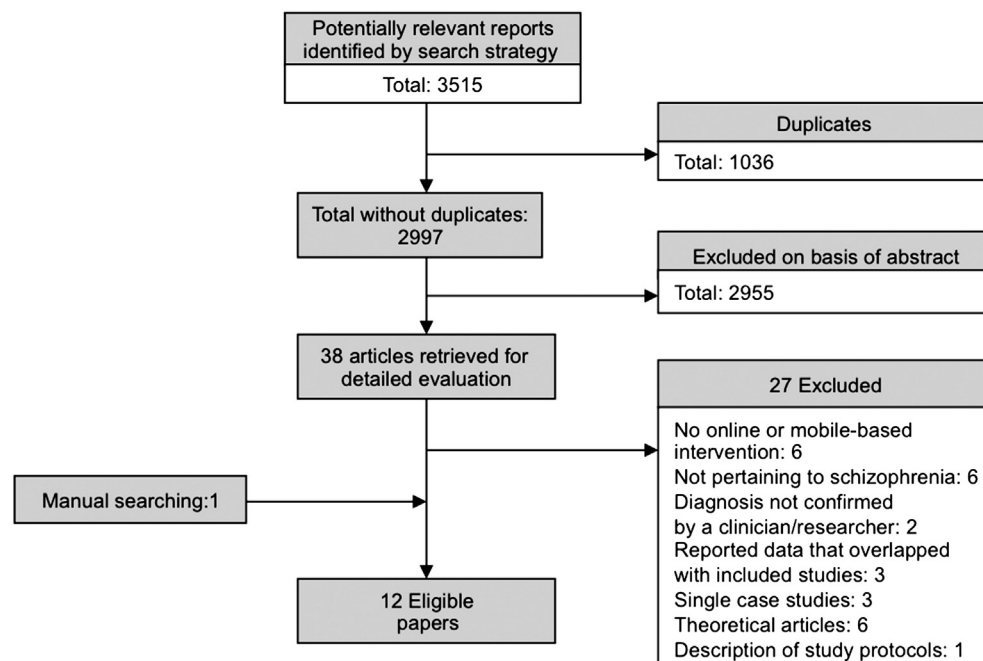 Potentially relevant reports
identified by search strategy
Total: 3515
Duplicates
Total: 1036
Total without duplicates:
2997
Excluded on basis of abstract
Total: 2955
38 articles retrieved for
detailed evaluation
27 Excluded
No online or mobile-based
intervention: 6
Not pertaining to schizophrenia: 6
Diagnosis not confirmed
by a clinician/researcher: 2
Reported data that overlapped
with included studies: 3
Single case studies: 3
Theoretical articles: 6
Description of study protocols: 1
Manual searching:1
12 Eligible
papers